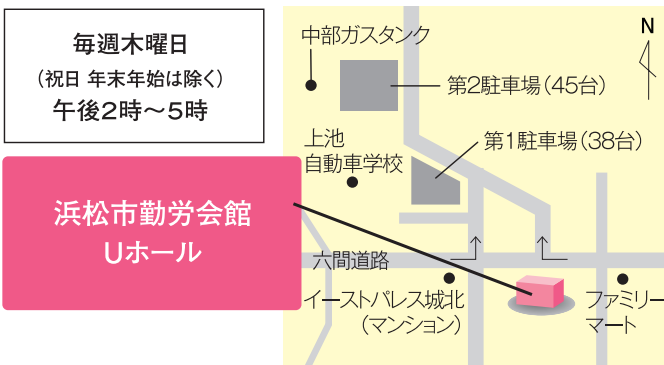 毎週木曜日
（祝日 年末年始は除く）
午後2時～5時
浜松市勤労会館
Uホール
中部ガスタンク
N
第2駐車場（45台）
第1駐車場（38台）
上池
自動車学校
六間道路
イーストパレス城北
（マンション）
ファミリー
マート